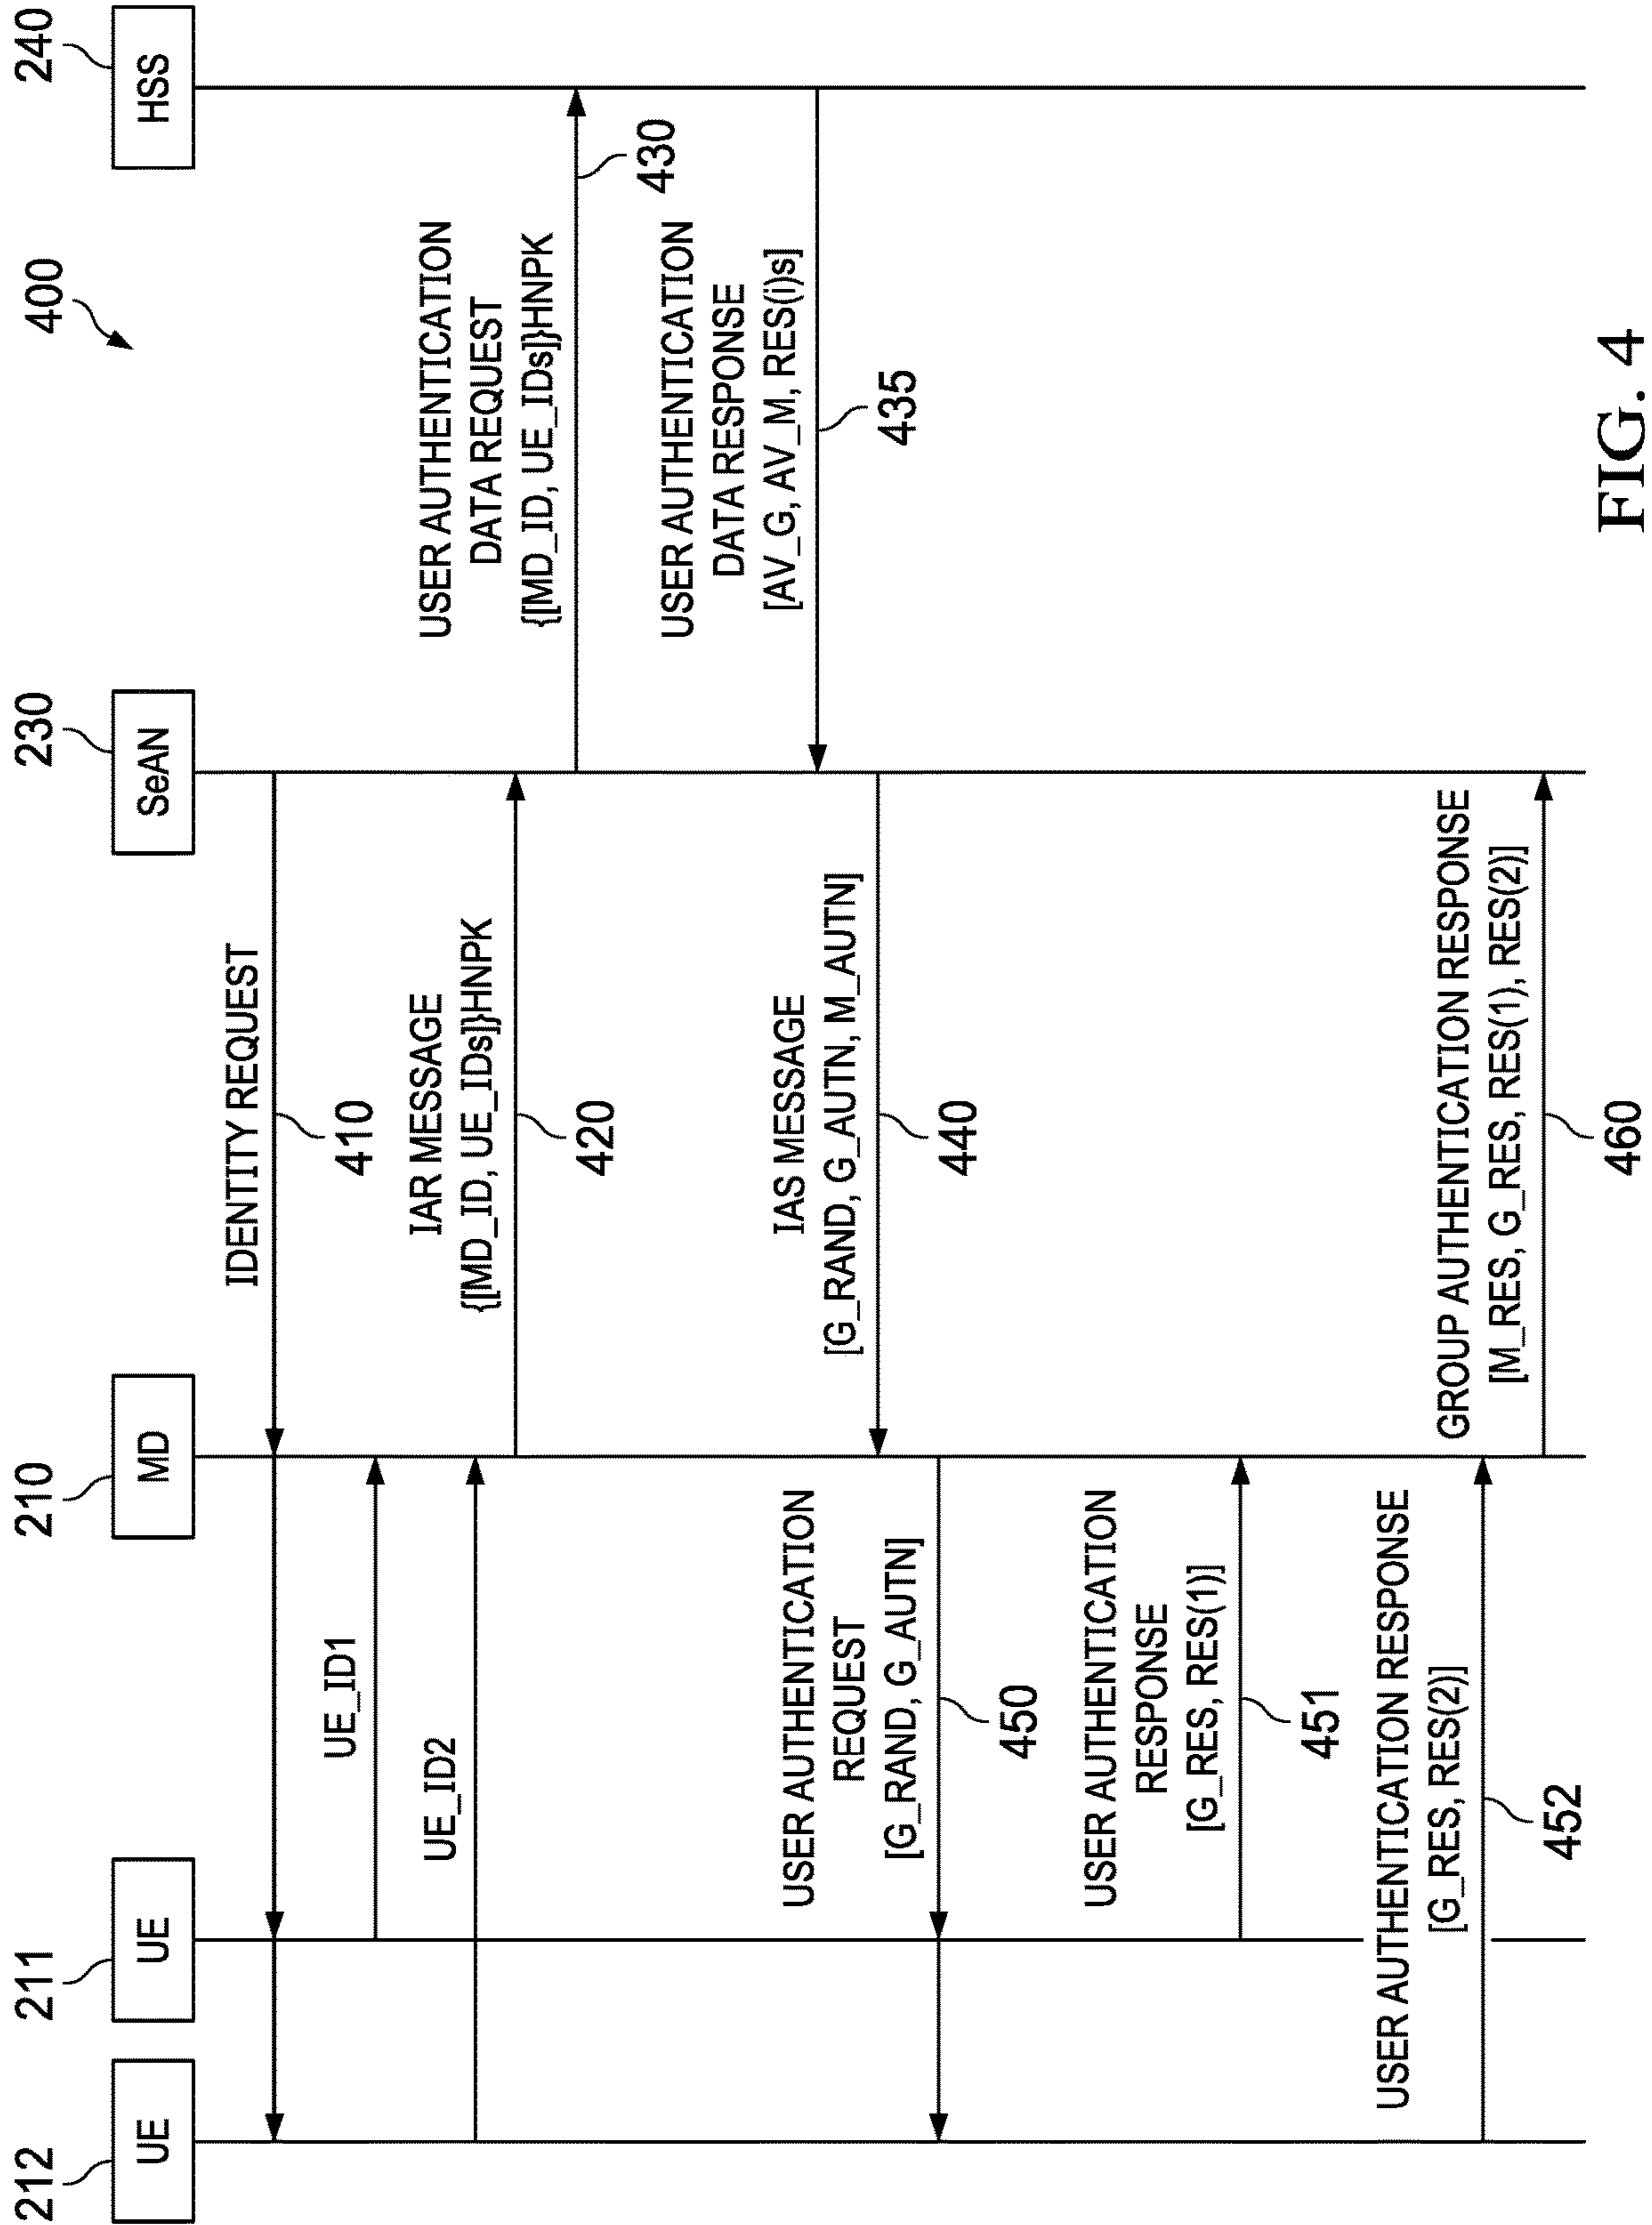 400
212
UE
211
UE
210
MD
230
SeAN
240
HSS
IDENTITY REQUEST
410
UE_ID1
UE_ID2
IAR MESSAGE
{[MD_ID, UE_IDs]}HNPK
420
USER AUTHENTICATION
DATA REQUEST
{[MD_ID, UE_IDs]}HNPK
430
USER AUTHENTICATION
DATA RESPONSE
[AV_G, AV_M, RES(i)s]
435
IAS MESSAGE
[G_RAND, G_AUTN, M_AUTN]
440
USER AUTHENTICATION
REQUEST
[G_RAND, G_AUTN]
450
USER AUTHENTICATION
RESPONSE
[G_RES, RES(1)]
451
USER AUTHENTICATION RESPONSE
[G_RES, RES(2)]
452
GROUP AUTHENTICATION RESPONSE
[M_RES, G_RES, RES(1), RES(2)]
460
FIG. 4